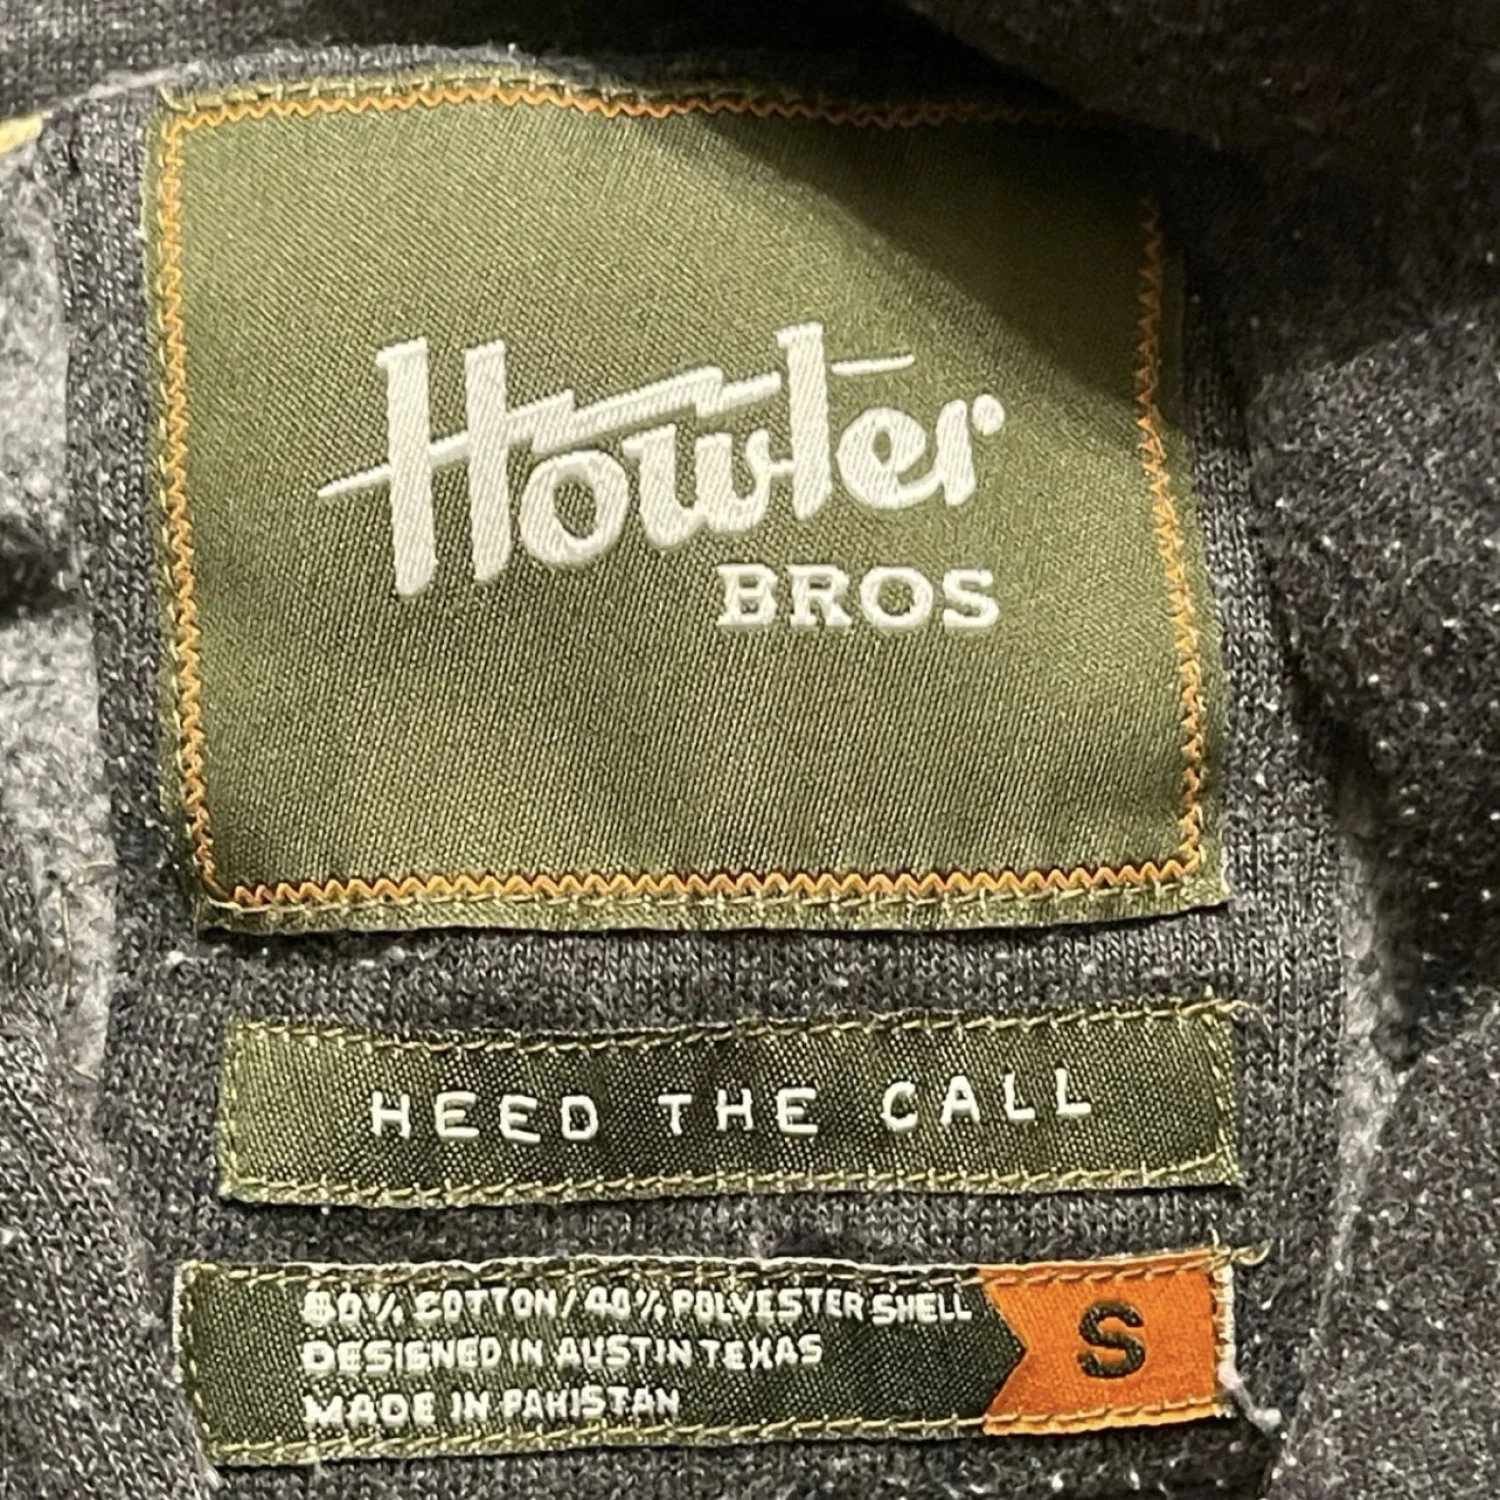 Howler
BROS
HEED THE CALL
60% COTTON/40% POLYESTER SHELL
DESIGNED IN AUSTIN TEXAS
MADE IN PAKISTAN
S